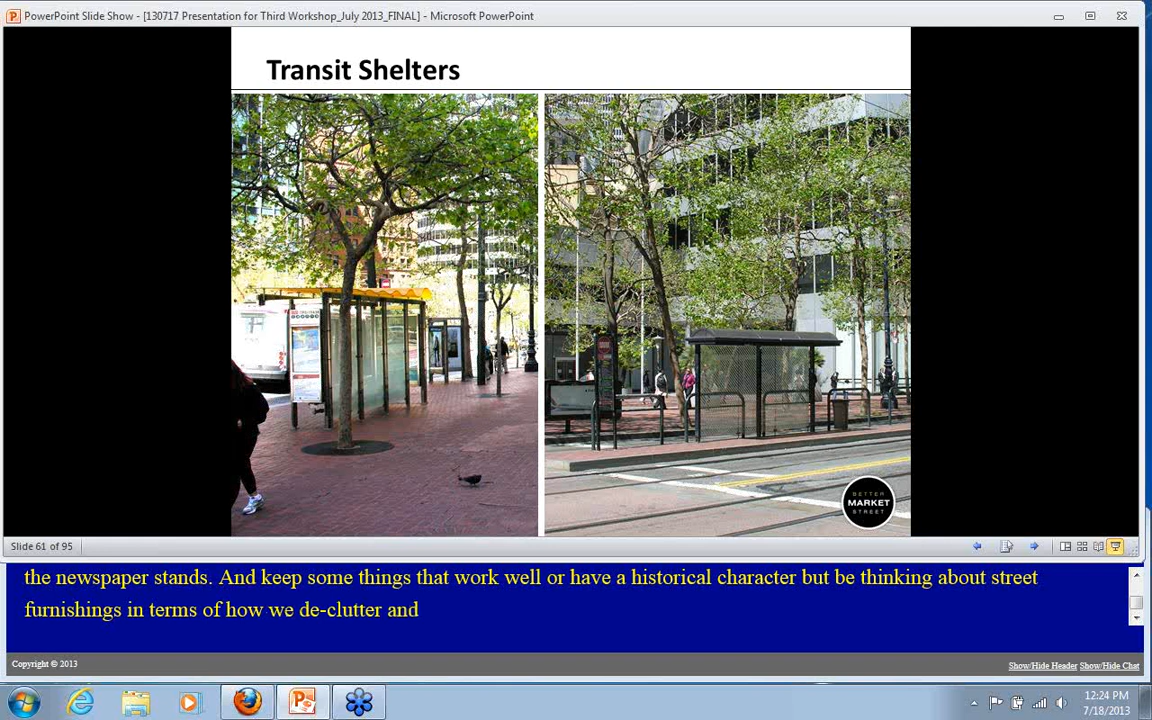 PowerPoint Slide Show - [130717 Presentation for Third Workshop_July 2013_FINAL] - Microsoft PowerPoint
Transit Shelters
BETTER
MARKET
STREET
Slide 61 of 95
the newspaper stands. And keep some things that work well or have a historical character but be thinking about street
furnishings in terms of how we de-clutter and
Copyright © 2013
Show/Hide Header Show/Hide Chat
12:24 PM
7/18/2013